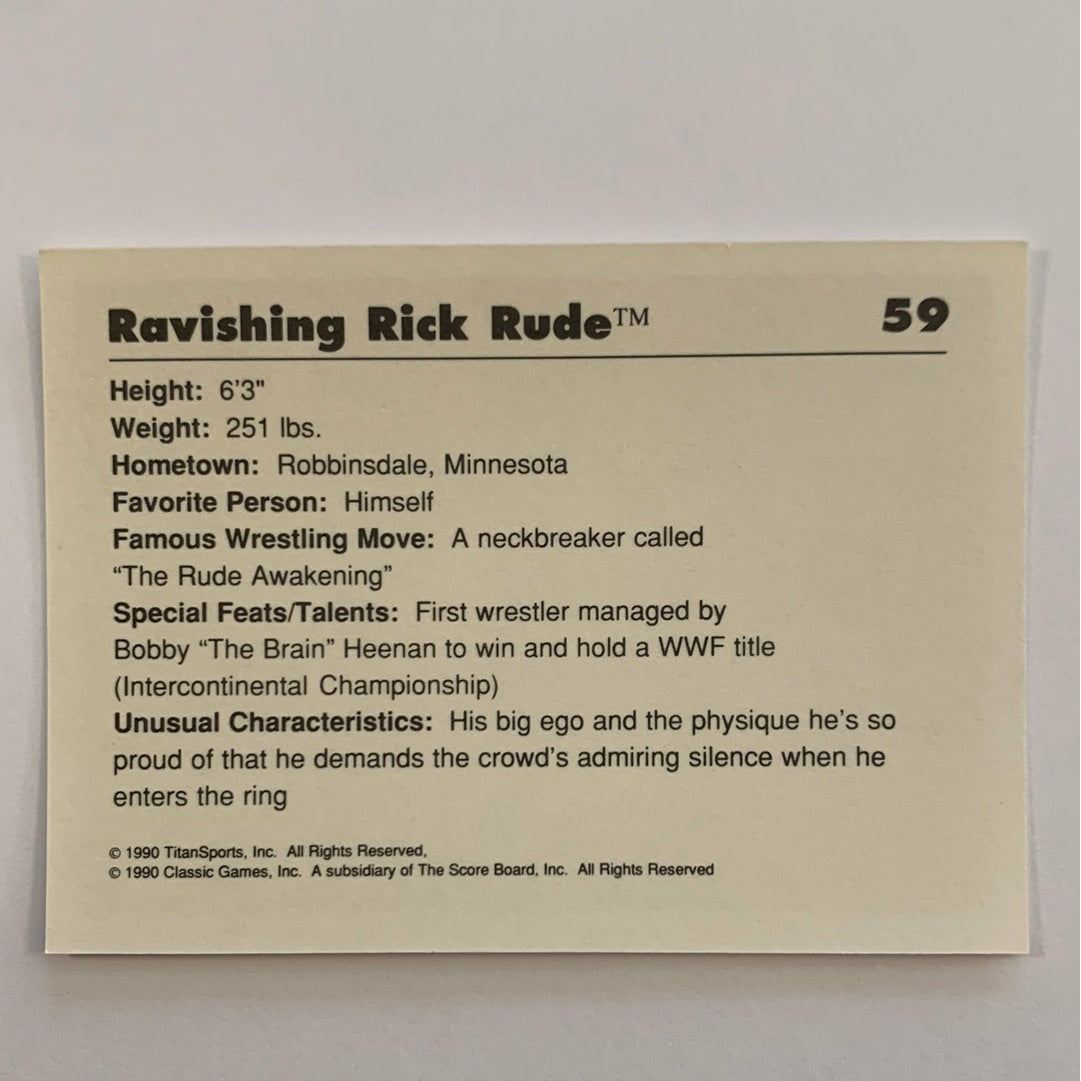 Ravishing Rick Rude™ 59
Height: 6'3"
Weight: 251 lbs.
Hometown: Robbinsdale, Minnesota
Favorite Person: Himself
Famous Wrestling Move: A neckbreaker called
“The Rude Awakening”
Special Feats/Talents: First wrestler managed by
Bobby “The Brain” Heenan to win and hold a WWF title
(Intercontinental Championship)
Unusual Characteristics: His big ego and the physique he’s so
proud of that he demands the crowd’s admiring silence when he
enters the ring
© 1990 TitanSports, Inc. All Rights Reserved,
© 1990 Classic Games, Inc. A subsidiary of The Score Board, Inc. All Rights Reserved